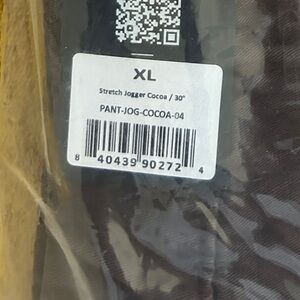 XL
Stretch Jogger Cocoa / 30"
PANT-JOG-COCOA-04
8 40439 90272 4